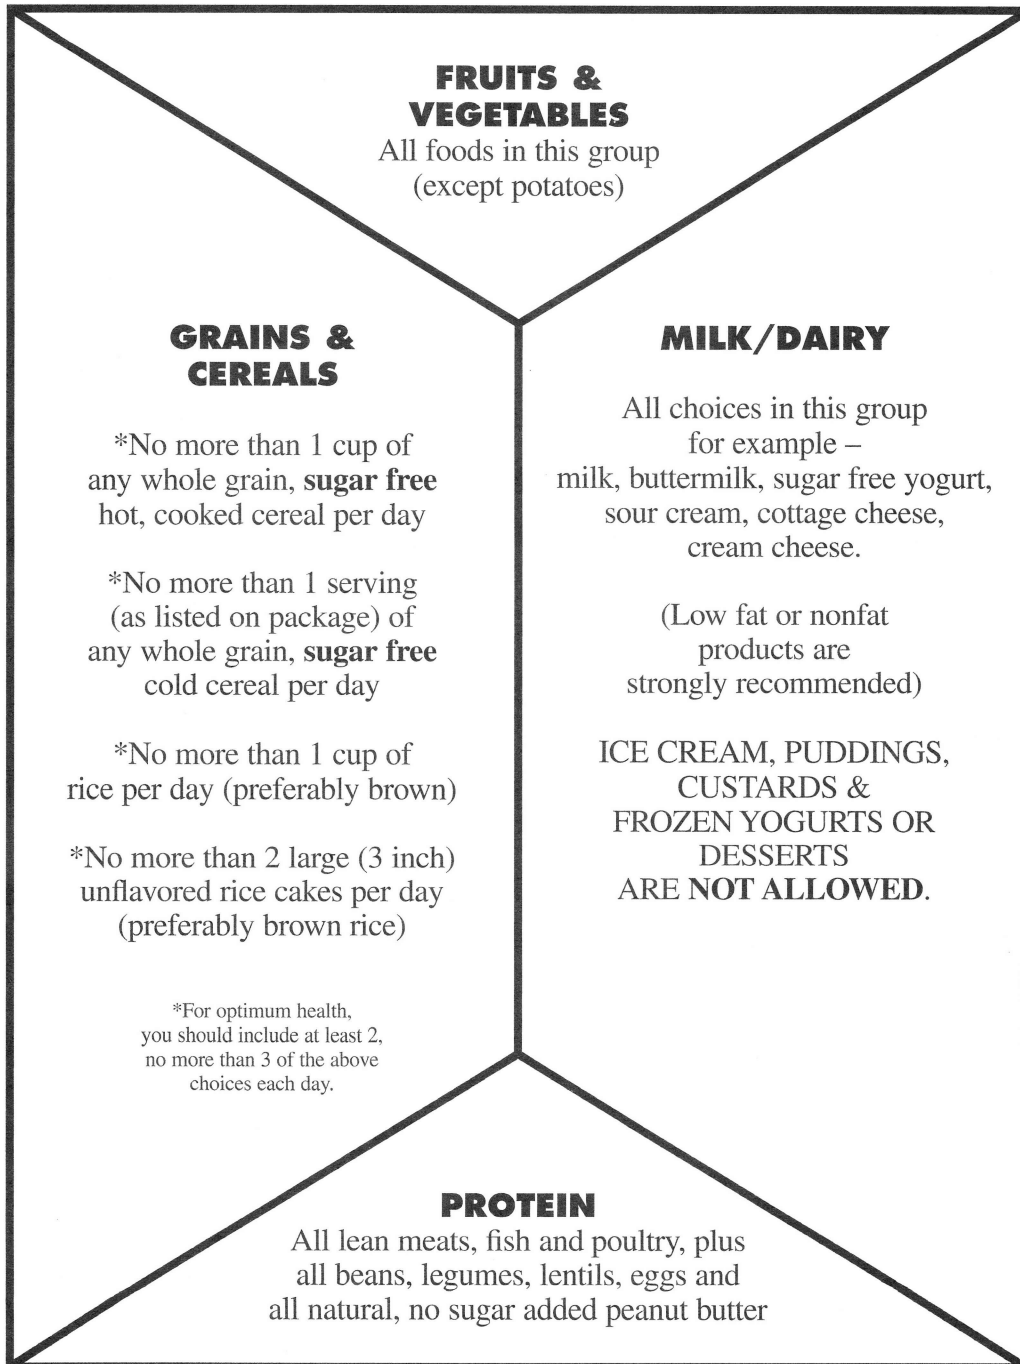 FRUITS &
VEGETABLES
All foods in this group
(except potatoes)
GRAINS &
CEREALS
*No more than 1 cup of
any whole grain, sugar free
hot, cooked cereal per day
*No more than 1 serving
(as listed on package) of
any whole grain, sugar free
cold cereal per day
*No more than 1 cup of
rice per day (preferably brown)
*No more than 2 large (3 inch)
unflavored rice cakes per day
(preferably brown rice)
*For optimum health,
you should include at least 2,
no more than 3 of the above
choices each day.
MILK/DAIRY
All choices in this group
for example –
milk, buttermilk, sugar free yogurt,
sour cream, cottage cheese,
cream cheese.
(Low fat or nonfat
products are
strongly recommended)
ICE CREAM, PUDDINGS,
CUSTARDS &
FROZEN YOGURTS OR
DESSERTS
ARE NOT ALLOWED.
PROTEIN
All lean meats, fish and poultry, plus
all beans, legumes, lentils, eggs and
all natural, no sugar added peanut butter